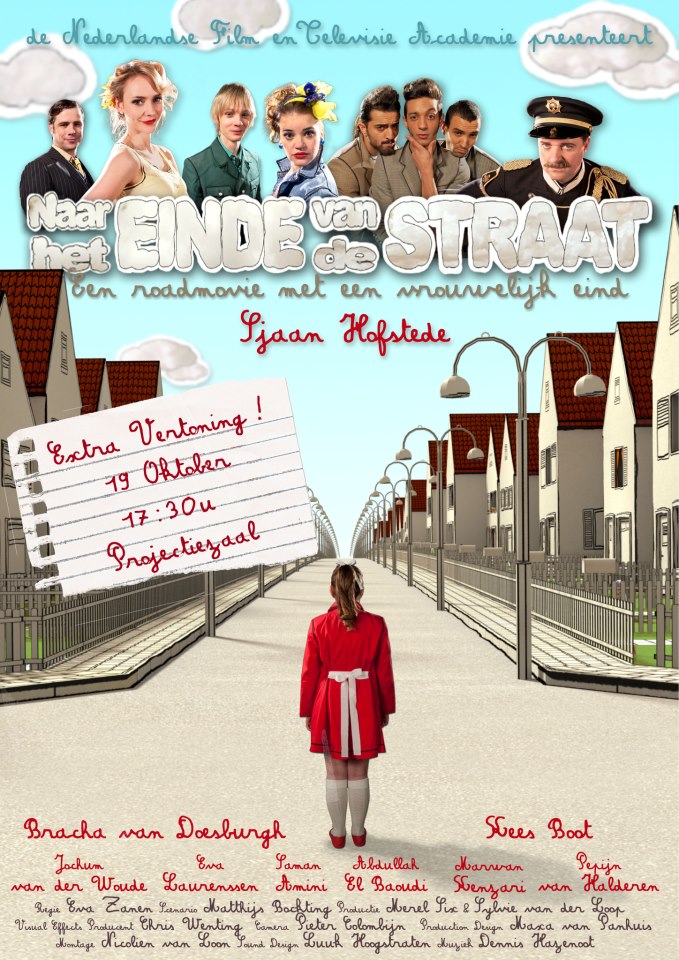 de Nederlandse Film en Televisie Academie presenteert
Naar het EINDE van de STRAAT
Een roadmovie met een vrouwelijk eind
Sjaan Hofstede
Extra Vertoning !
19 Oktober
17:30u
Projectiezaal
Bracha van Doesburgh Kees Boot
Jochum van der Woude Eva Laurenssen Saman Amini Abdullah El Baoudi Marwan Kenzari Pepijn van Halderen
Regie Eva Zanen Scenario Matthijs Bockting Productie Merel Six & Sylvie van der Loop
Visual Effects Producent Chris Wenting Camera Pieter Colombijn Production Design Maxa van Panhuis
Montage Nicolien van Loon Sound Design Luuk Hoogstraten Muziek Dennis Hazenoot